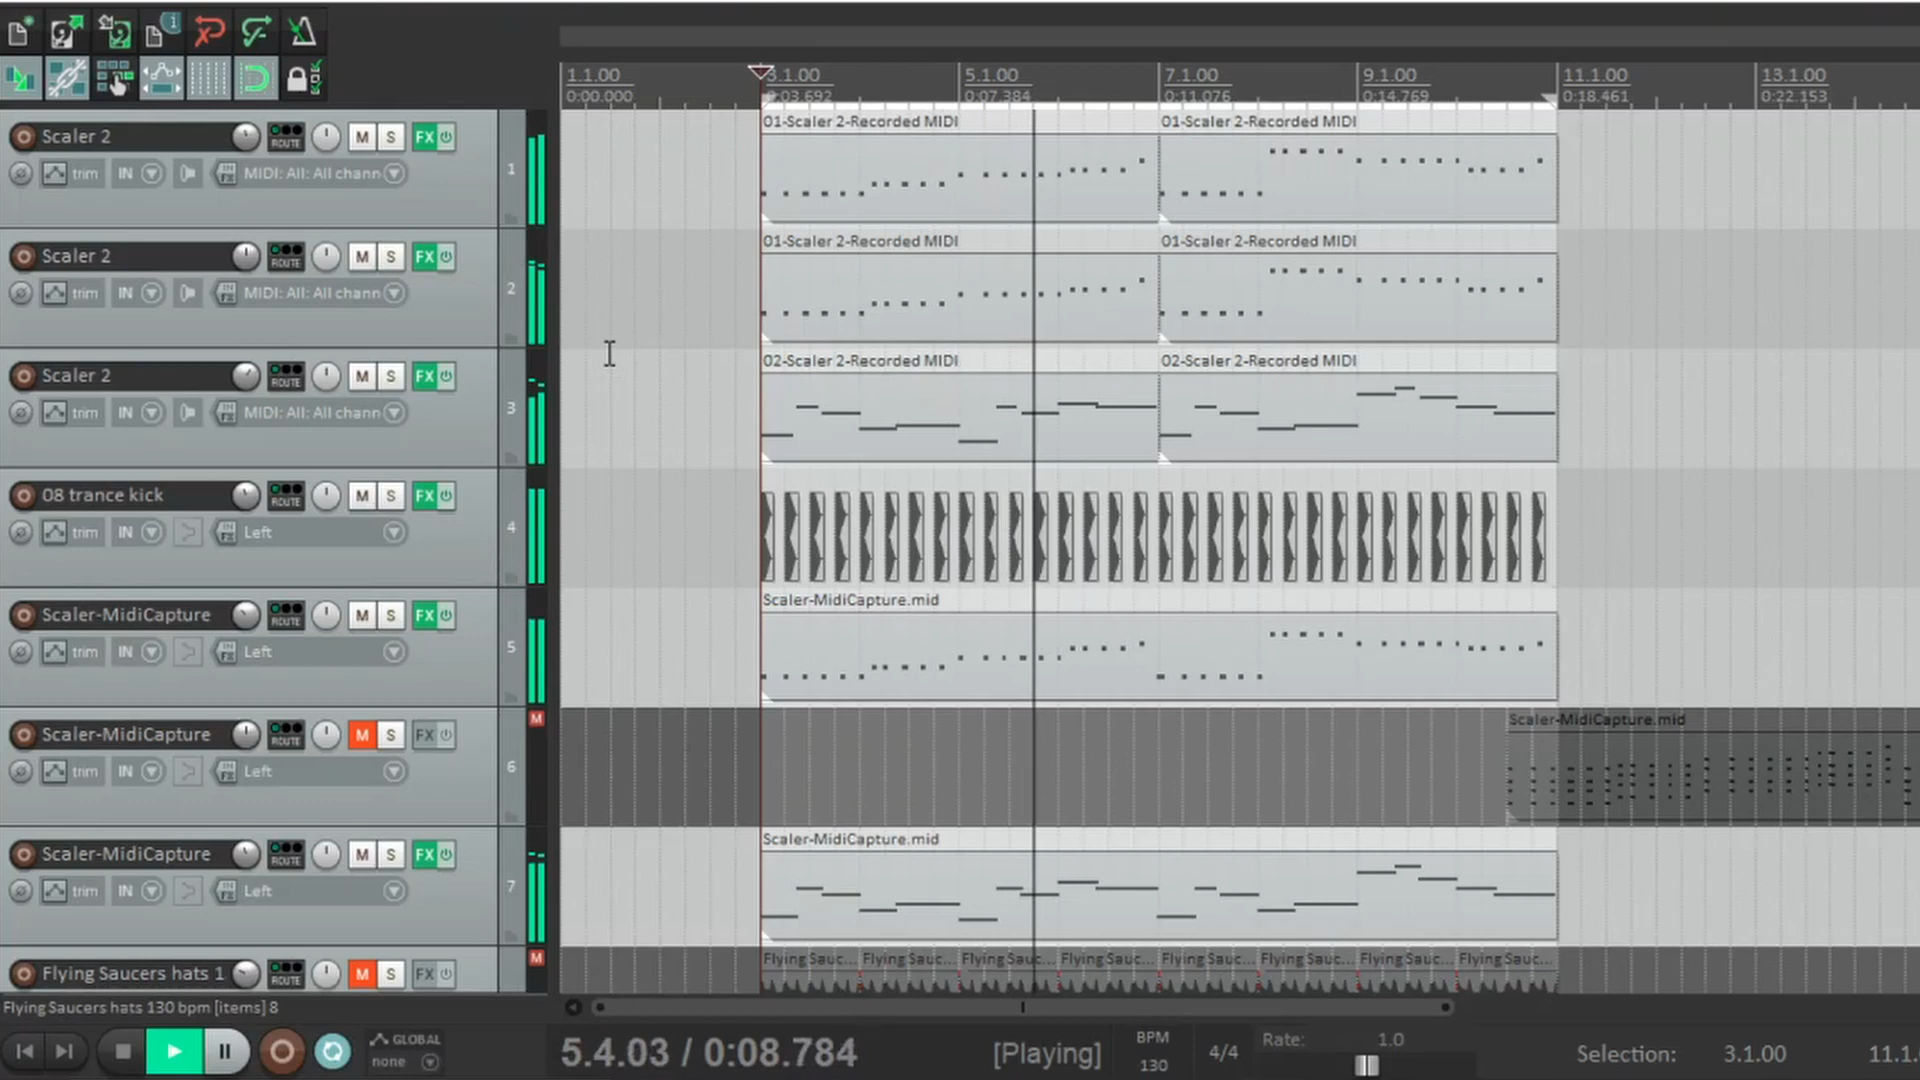 1.1.00 3.1.00 5.1.00 7.1.00 9.1.00 11.1.00 13.1.00
0:00.000 0:03.692 0:07.384 0:11.076 0:14.769 0:18.461 0:22.153
01-Scaler 2-Recorded MIDI 01-Scaler 2-Recorded MIDI
Scaler 2 ROUTE M S FX
trim IN MIDI: All: All chann 1
01-Scaler 2-Recorded MIDI 01-Scaler 2-Recorded MIDI
Scaler 2 ROUTE M S FX
trim IN MIDI: All: All chann 2
02-Scaler 2-Recorded MIDI 02-Scaler 2-Recorded MIDI
Scaler 2 ROUTE M S FX
trim IN MIDI: All: All chann 3
08 trance kick ROUTE M S FX
trim IN Left 4
Scaler-MidiCapture.mid
Scaler-MidiCapture ROUTE M S FX
trim IN Left 5
M Scaler-MidiCapture.mid
Scaler-MidiCapture ROUTE M S FX
trim IN Left 6
Scaler-MidiCapture.mid
Scaler-MidiCapture ROUTE M S FX
trim IN Left 7
M Flying Sauc... Flying Sauc... Flying Sauc... Flying Sauc... Flying Sauc... Flying Sauc... Flying Sauc... Flying Sauc...
Flying Saucers hats 1 ROUTE M S FX
Flying Saucers hats 130 bpm [items] 8
GLOBAL
none
5.4.03 / 0:08.784 [Playing]
BPM
130
4/4
Rate: 1.0
Selection: 3.1.00 11.1.